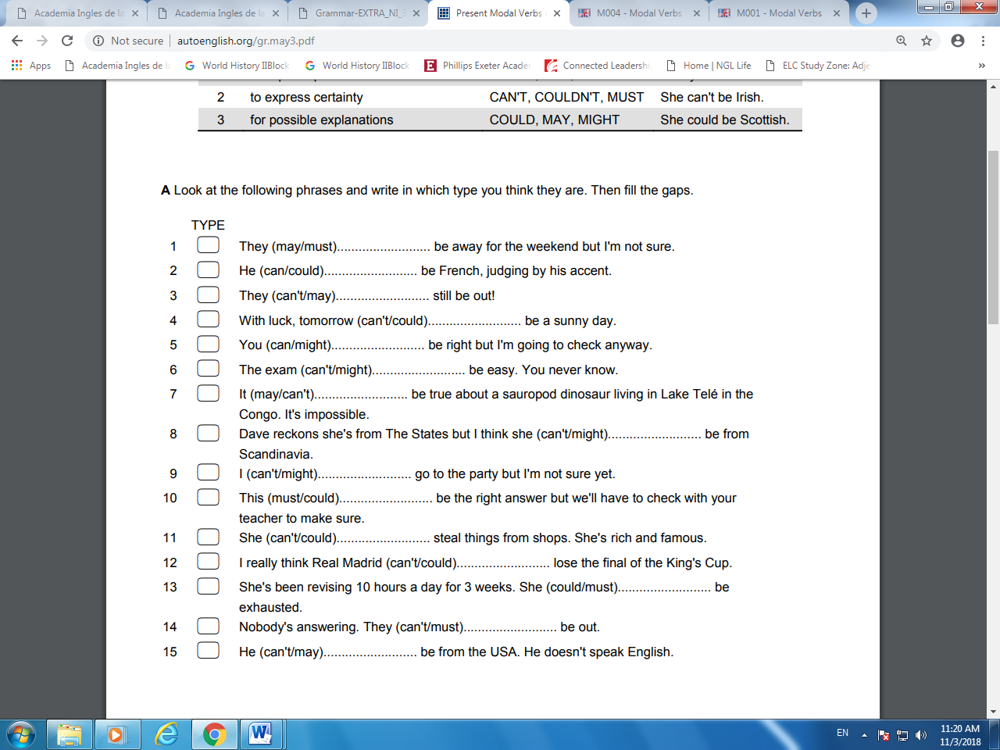 Academia Ingles de la
Academia Ingles de la
Grammar-EXTRA_NI_
Present Modal Verbs
M004 - Modal Verbs
M001 - Modal Verbs
Not secure | autoenglish.org/gr.may3.pdf
Apps
Academia Ingles de l
World History IIBlock
World History IIBlock
Phillips Exeter Acader
Connected Leadersh
Home | NGL Life
ELC Study Zone: Adje
»
2 to express certainty CAN'T, COULDN'T, MUST She can't be Irish.
3 for possible explanations COULD, MAY, MIGHT She could be Scottish.
A Look at the following phrases and write in which type you think they are. Then fill the gaps.
TYPE
1 They (may/must).......................... be away for the weekend but I'm not sure.
2 He (can/could).......................... be French, judging by his accent.
3 They (can't/may).......................... still be out!
4 With luck, tomorrow (can't/could).......................... be a sunny day.
5 You (can/might).......................... be right but I'm going to check anyway.
6 The exam (can't/might).......................... be easy. You never know.
7 It (may/can't).......................... be true about a sauropod dinosaur living in Lake Telé in the
Congo. It's impossible.
8 Dave reckons she's from The States but I think she (can't/might).......................... be from
Scandinavia.
9 I (can't/might).......................... go to the party but I'm not sure yet.
10 This (must/could).......................... be the right answer but we'll have to check with your
teacher to make sure.
11 She (can't/could).......................... steal things from shops. She's rich and famous.
12 I really think Real Madrid (can't/could).......................... lose the final of the King's Cup.
13 She's been revising 10 hours a day for 3 weeks. She (could/must).......................... be
exhausted.
14 Nobody's answering. They (can't/must).......................... be out.
15 He (can't/may).......................... be from the USA. He doesn't speak English.
EN
11:20 AM
11/3/2018